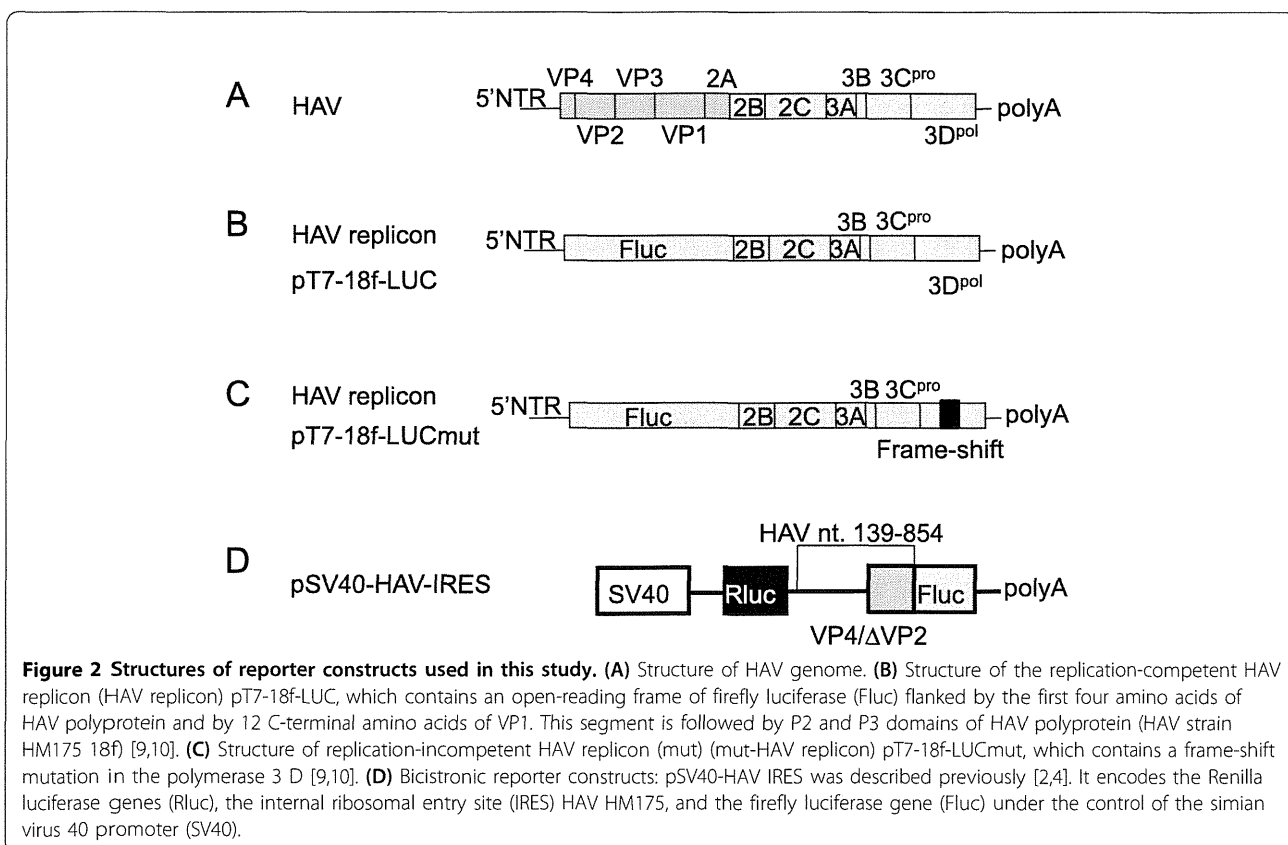 VP4 VP3 2A 3B 3Cpro
A HAV 5'NTR 2B 2C 3A polyA
VP2 VP1 3Dpol
3B 3Cpro
B HAV replicon 5'NTR Fluc 2B 2C 3A polyA
pT7-18f-LUC 3Dpol
3B 3Cpro
C HAV replicon 5'NTR Fluc 2B 2C 3A polyA
pT7-18f-LUCmut Frame-shift
HAV nt. 139-854
D pSV40-HAV-IRES SV40 Rluc Fluc polyA
VP4/ΔVP2
Figure 2 Structures of reporter constructs used in this study. (A) Structure of HAV genome. (B) Structure of the replication-competent HAV
replicon (HAV replicon) pT7-18f-LUC, which contains an open-reading frame of firefly luciferase (Fluc) flanked by the first four amino acids of
HAV polyprotein and by 12 C-terminal amino acids of VP1. This segment is followed by P2 and P3 domains of HAV polyprotein (HAV strain
HM175 18f) [9,10]. (C) Structure of replication-incompetent HAV replicon (mut) (mut-HAV replicon) pT7-18f-LUCmut, which contains a frame-shift
mutation in the polymerase 3 D [9,10]. (D) Bicistronic reporter constructs: pSV40-HAV IRES was described previously [2,4]. It encodes the Renilla
luciferase genes (Rluc), the internal ribosomal entry site (IRES) HAV HM175, and the firefly luciferase gene (Fluc) under the control of the simian
virus 40 promoter (SV40).